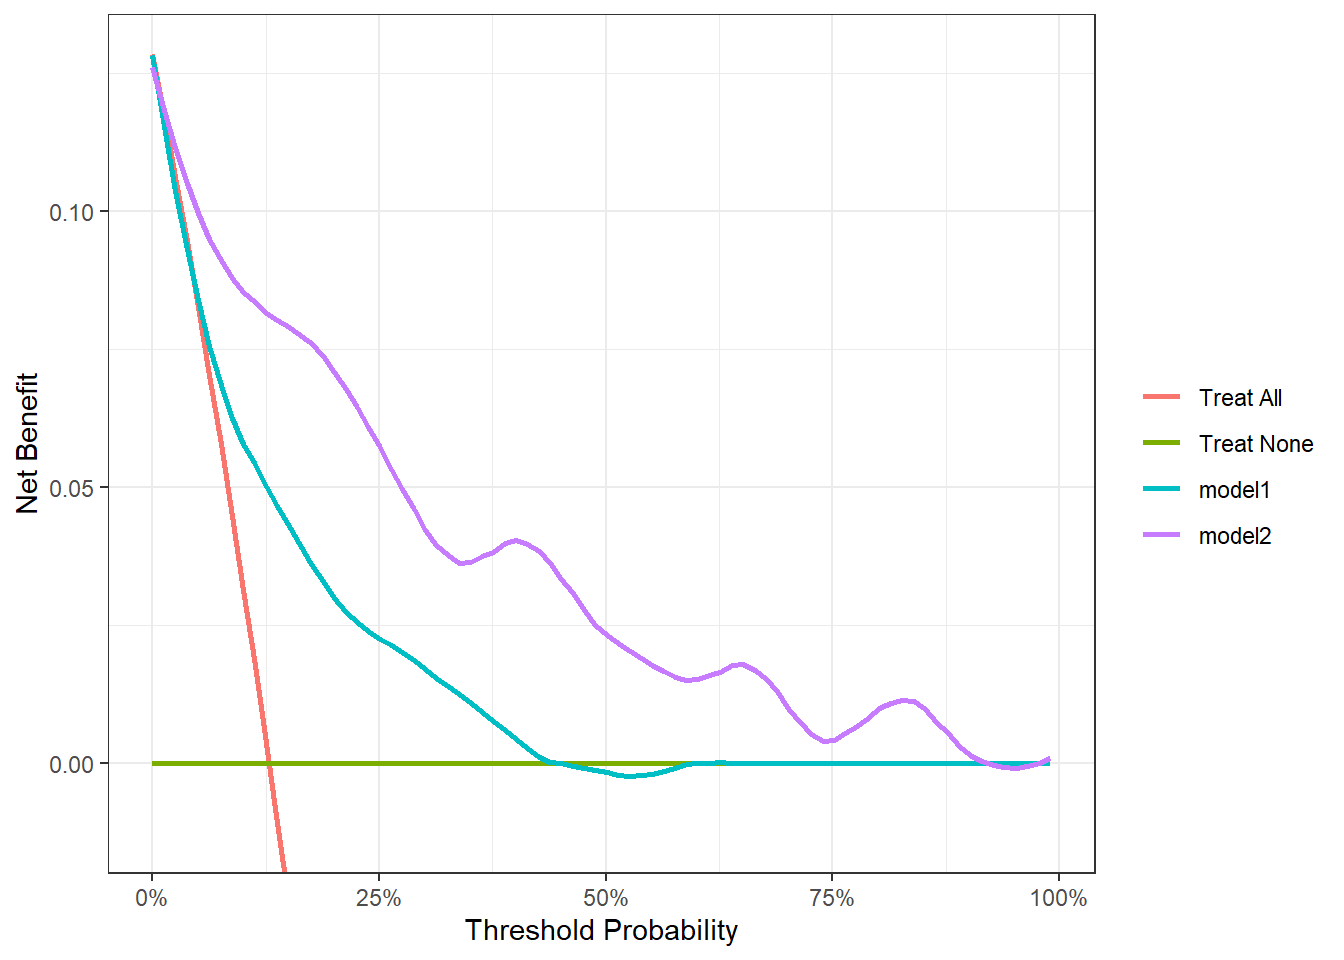 Net Benefit
0.10
0.05
0.00
0%
25%
50%
75%
100%
Threshold Probability
Treat All
Treat None
model1
model2